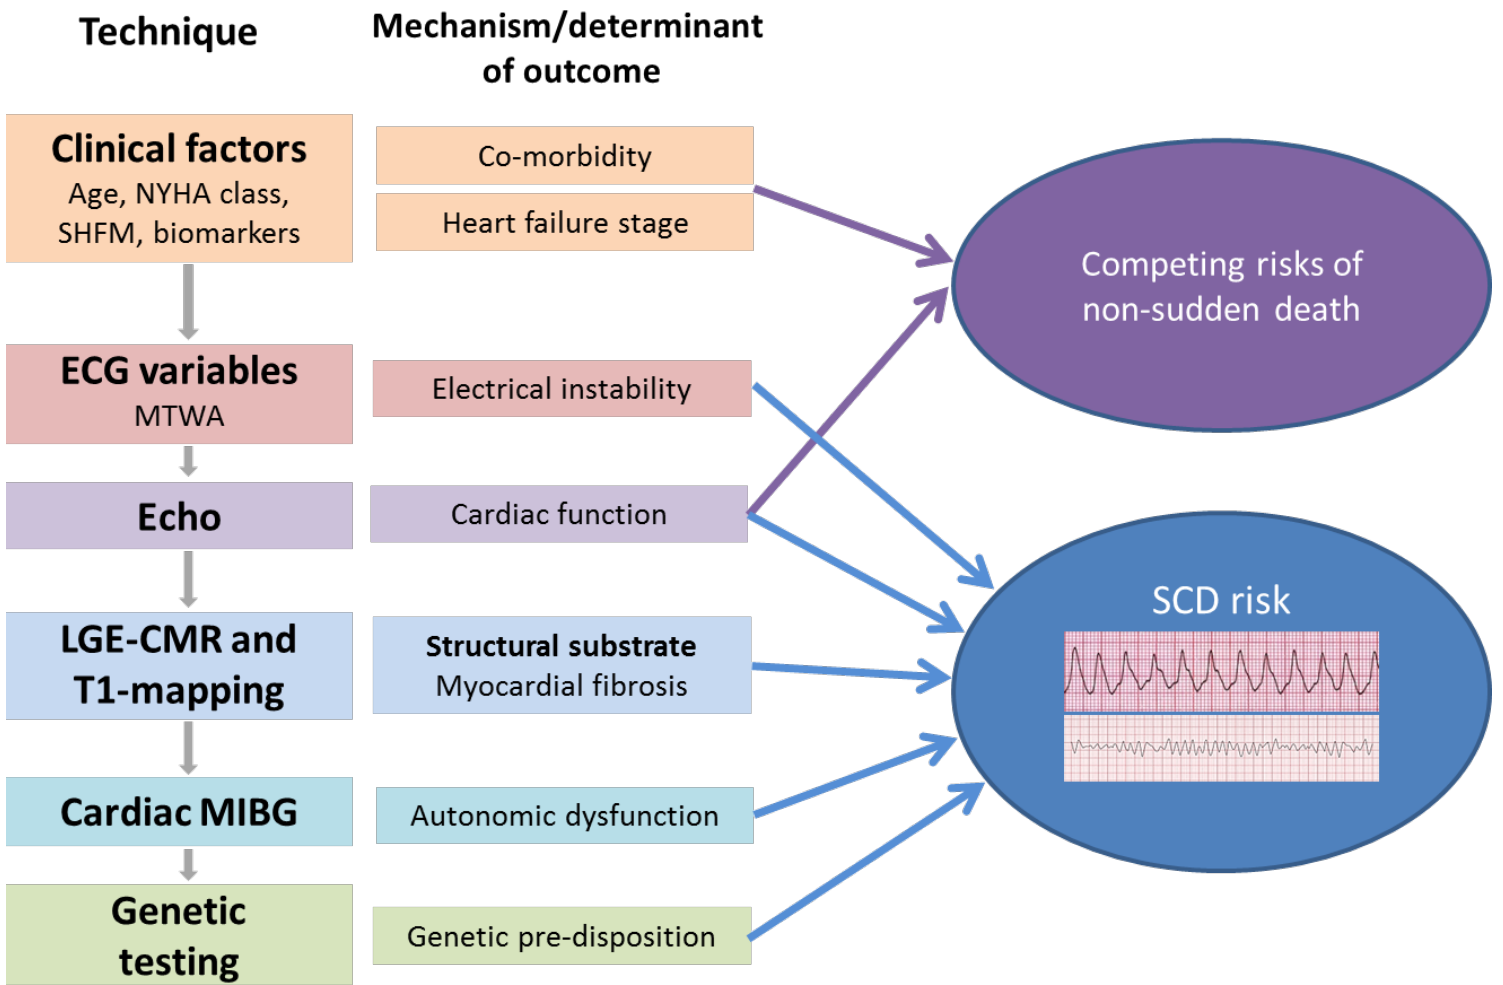 Technique
Mechanism/determinant
of outcome
Clinical factors
Age, NYHA class,
SHFM, biomarkers
Co-morbidity
Heart failure stage
Competing risks of
non-sudden death
ECG variables
MTWA
Electrical instability
Echo
Cardiac function
SCD risk
LGE-CMR and
T1-mapping
Structural substrate
Myocardial fibrosis
Cardiac MIBG
Autonomic dysfunction
Genetic
testing
Genetic pre-disposition